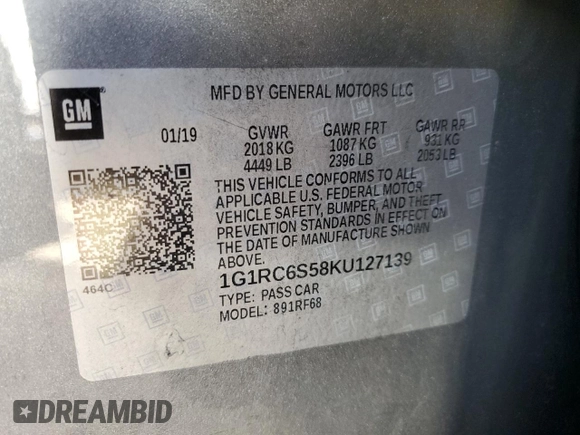 GM
MFD BY GENERAL MOTORS LLC
01/19 GVWR GAWR FRT GAWR RR
2018 KG 1087 KG 931 KG
4449 LB 2396 LB 2053 LB
THIS VEHICLE CONFORMS TO ALL
APPLICABLE U.S. FEDERAL MOTOR
VEHICLE SAFETY, BUMPER, AND THEFT
PREVENTION STANDARDS IN EFFECT ON
THE DATE OF MANUFACTURE SHOWN
ABOVE.
464C
1G1RC6S58KU127139
TYPE: PASS CAR
MODEL: 891RF68
DREAMBID